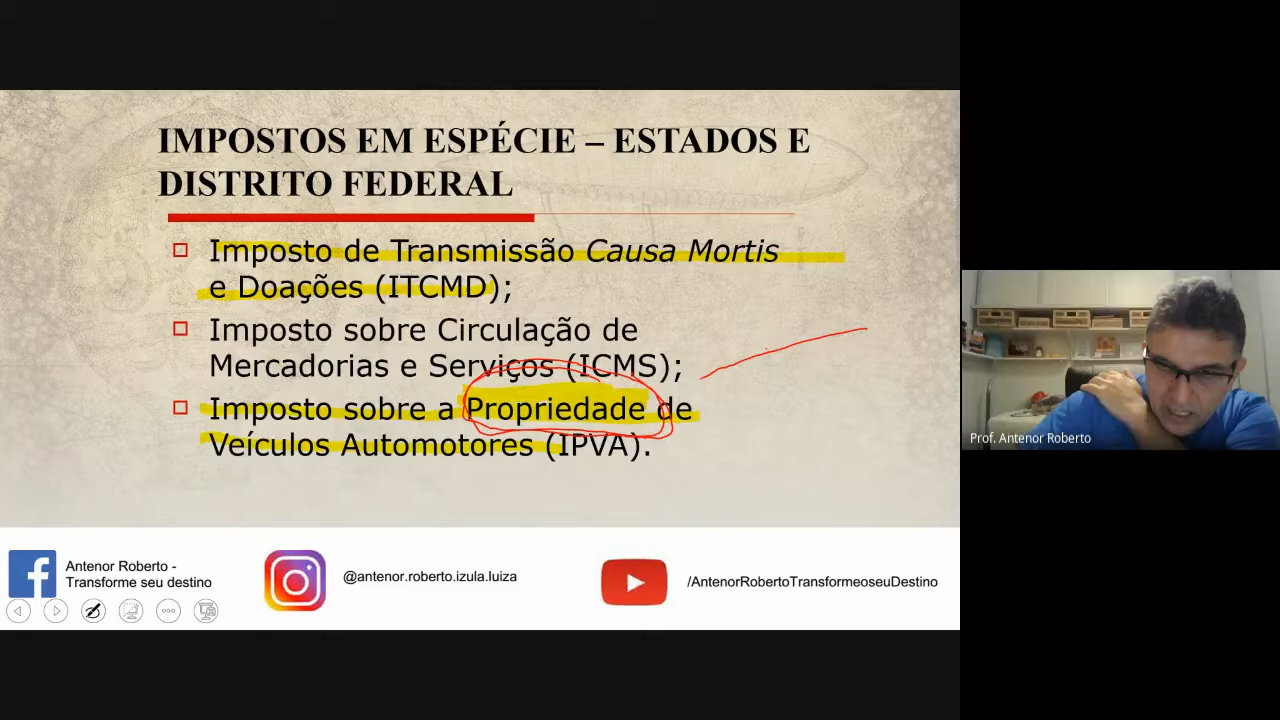 IMPOSTOS EM ESPÉCIE – ESTADOS E
DISTRITO FEDERAL
Imposto de Transmissão Causa Mortis
e Doações (ITCMD);
Imposto sobre Circulação de
Mercadorias e Serviços (ICMS);
Imposto sobre a Propriedade de
Veículos Automotores (IPVA).
Prof. Antenor Roberto
Antenor Roberto -
Transforme seu destino
@antenor.roberto.izula.luiza
/AntenorRobertoTransformeoseuDestino